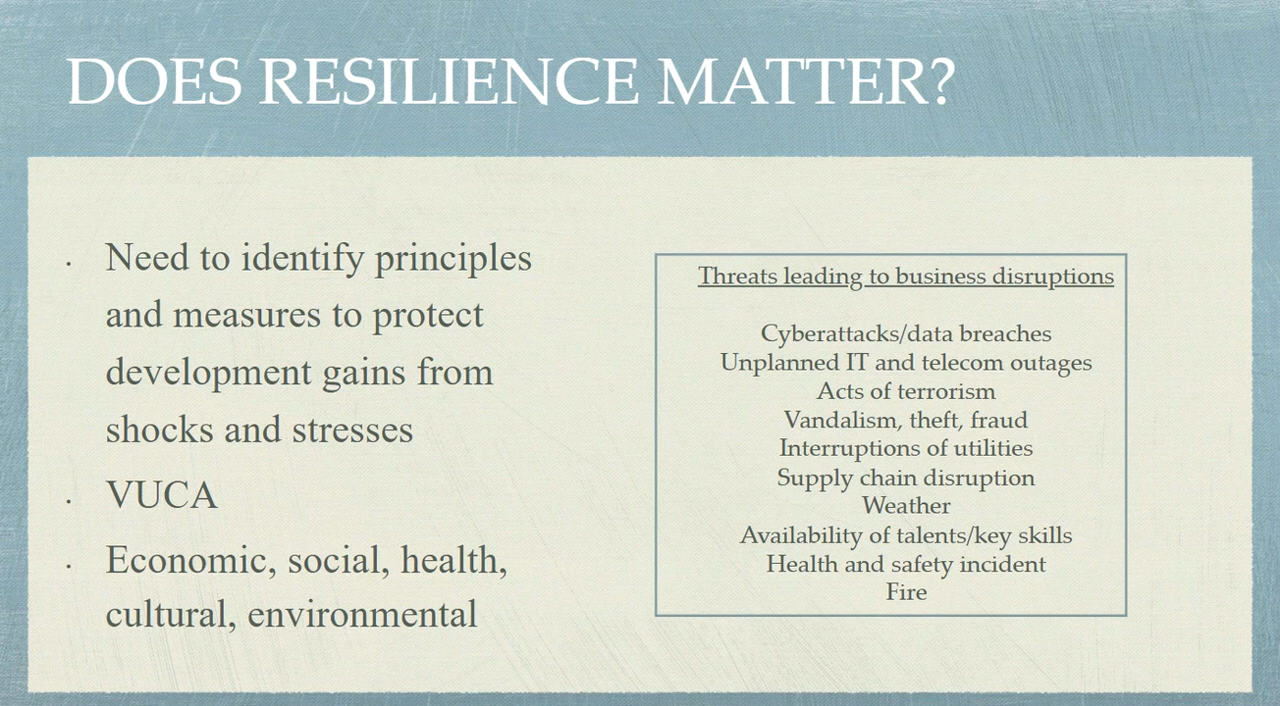 DOES RESILIENCE MATTER?
· Need to identify principles
and measures to protect
development gains from
shocks and stresses
· VUCA
· Economic, social, health,
cultural, environmental
Threats leading to business disruptions
Cyberattacks/data breaches
Unplanned IT and telecom outages
Acts of terrorism
Vandalism, theft, fraud
Interruptions of utilities
Supply chain disruption
Weather
Availability of talents/key skills
Health and safety incident
Fire